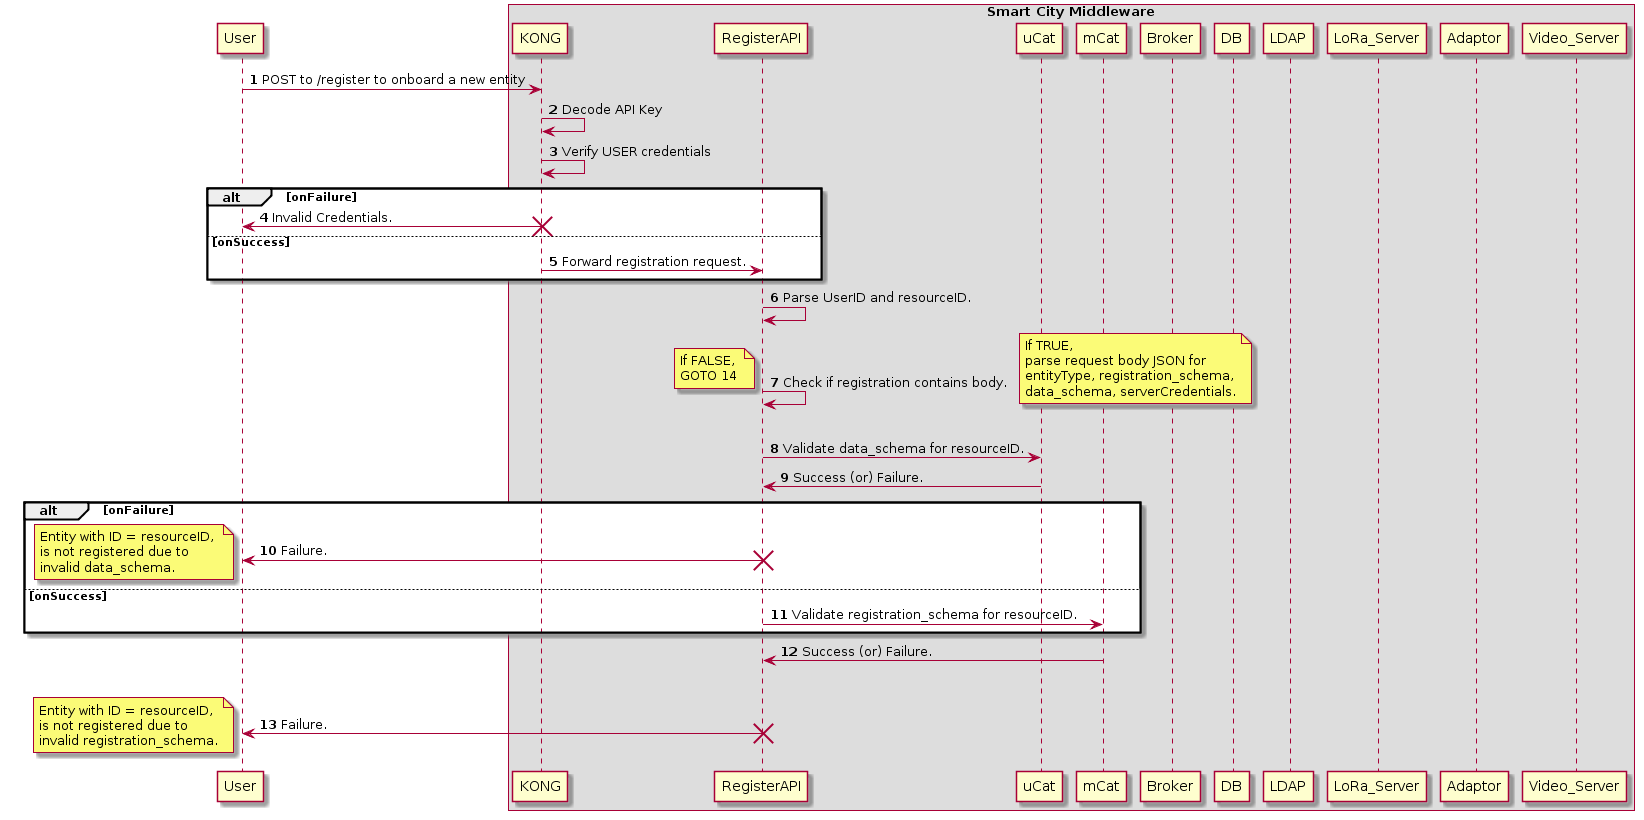 Smart City Middleware
User
KONG
RegisterAPI
uCat
mCat
Broker
DB
LDAP
LoRa_Server
Adaptor
Video_Server
1 POST to /register to onboard a new entity
2 Decode API Key
3 Verify USER credentials
alt [onFailure]
4 Invalid Credentials.
[onSuccess]
5 Forward registration request.
6 Parse UserID and resourceID.
If FALSE,
GOTO 14
7 Check if registration contains body.
If TRUE,
parse request body JSON for
entityType, registration_schema,
data_schema, serverCredentials.
8 Validate data_schema for resourceID.
9 Success (or) Failure.
alt [onFailure]
Entity with ID = resourceID,
is not registered due to
invalid data_schema.
10 Failure.
[onSuccess]
11 Validate registration_schema for resourceID.
12 Success (or) Failure.
Entity with ID = resourceID,
is not registered due to
invalid registration_schema.
13 Failure.
User
KONG
RegisterAPI
uCat
mCat
Broker
DB
LDAP
LoRa_Server
Adaptor
Video_Server